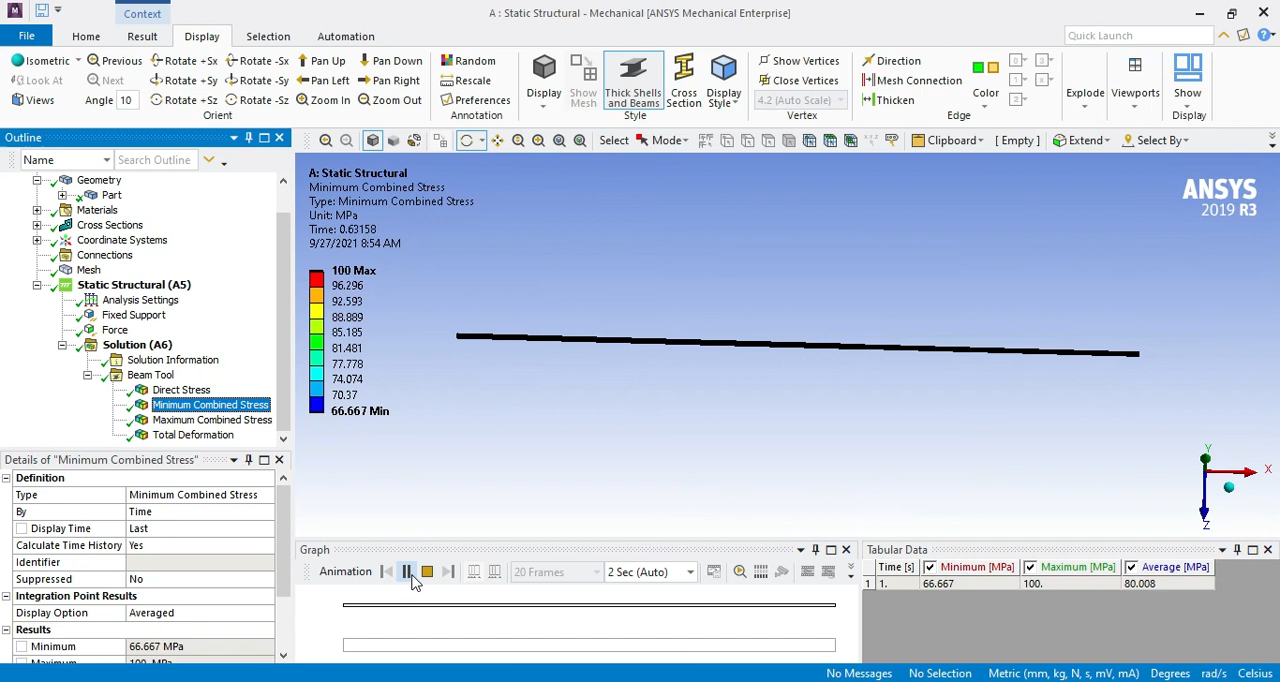 A : Static Structural - Mechanical [ANSYS Mechanical Enterprise]
Context
File Home Result Display Selection Automation Quick Launch
Isometric Previous Rotate +Sx Rotate -Sx Pan Up Pan Down Random Show Vertices Direction
Look At Next Rotate +Sy Rotate -Sy Pan Left Pan Right Rescale Close Vertices Mesh Connection
Views Angle 10 Rotate +Sz Rotate -Sz Zoom In Zoom Out Preferences 4.2 (Auto Scale) Thicken
Display Show Mesh Thick Shells and Beams Cross Section Display Style Color Explode Viewports Show
Orient Annotation Style Vertex Edge Display
Outline
Name Search Outline
Select Mode Clipboard [ Empty ] Extend Select By
Geometry
Part
Materials
Cross Sections
Coordinate Systems
Connections
Mesh
Static Structural (A5)
Analysis Settings
Fixed Support
Force
Solution (A6)
Solution Information
Beam Tool
Direct Stress
Minimum Combined Stress
Maximum Combined Stress
Total Deformation
A: Static Structural
Minimum Combined Stress
Type: Minimum Combined Stress
Unit: MPa
Time: 0.63158
9/27/2021 8:54 AM
100 Max
96.296
92.593
88.889
85.185
81.481
77.778
74.074
70.37
66.667 Min
ANSYS
2019 R3
Y
X
Z
Details of "Minimum Combined Stress"
Definition
Type Minimum Combined Stress
By Time
Display Time Last
Calculate Time History Yes
Identifier
Suppressed No
Integration Point Results
Display Option Averaged
Results
Minimum 66.667 MPa
Maximum 100. MPa
Graph
Animation 20 Frames 2 Sec (Auto)
Tabular Data
Time [s] Minimum [MPa] Maximum [MPa] Average [MPa]
1 1. 66.667 100. 80.008
No Messages No Selection Metric (mm, kg, N, s, mV, mA) Degrees rad/s Celsius